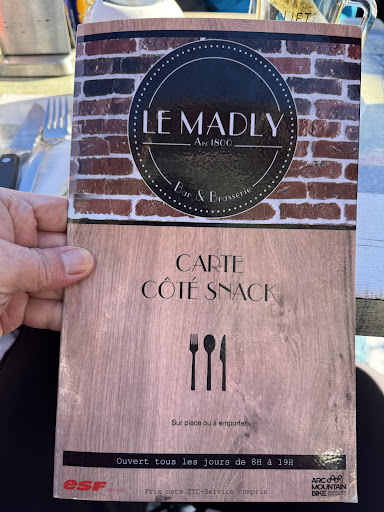 LE MADLY
Arc 1800
Bar & Brasserie
CARTE
CÔTÉ SNACK
Sur place ou à emporter
Ouvert tous les jours de 8H à 19H
esf
ARC
MOUNTAIN
BIKE
Prix nets TTC-Service compris